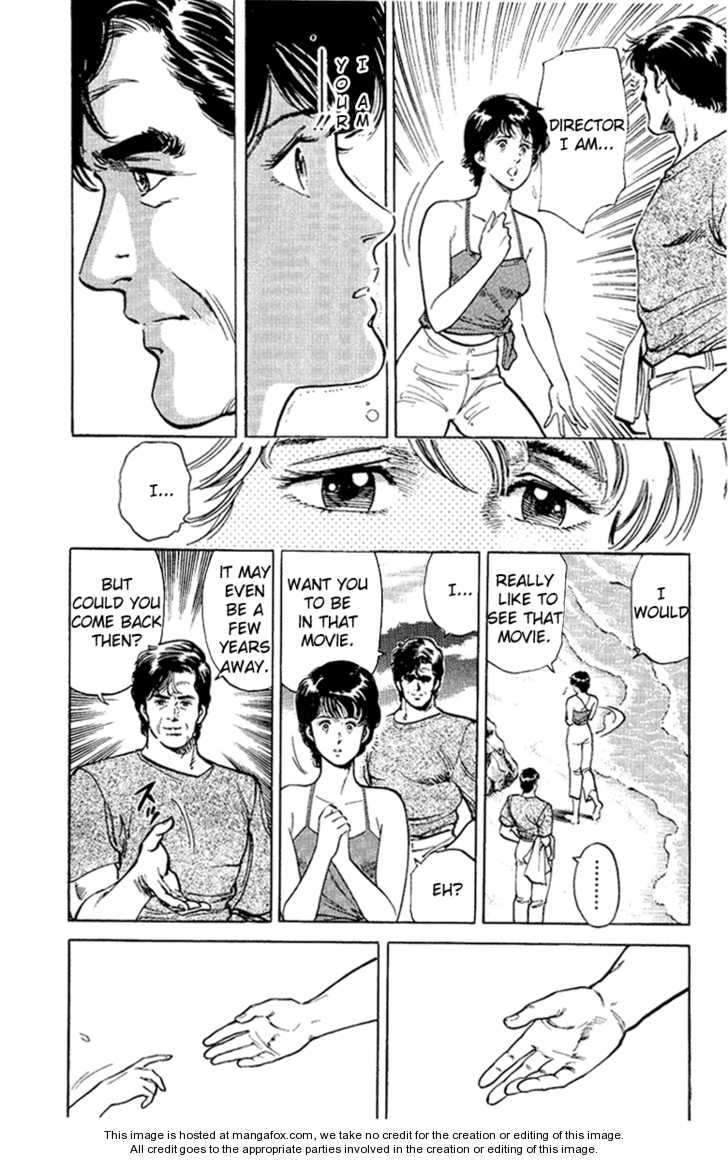 DIRECTOR
I AM...
I AM
YOUR
!!
I...
I
WOULD
REALLY
LIKE TO
SEE THAT
MOVIE.
.........
I...
WANT YOU
TO BE
IN THAT
MOVIE.
EH?
IT MAY
EVEN
BE A
FEW
YEARS
AWAY.
BUT
COULD YOU
COME BACK
THEN?
スッ
This image is hosted at mangafox.com, we take no credit for the creation or editing of this image.
All credit goes to the appropriate parties involved in the creation or editing of this image.